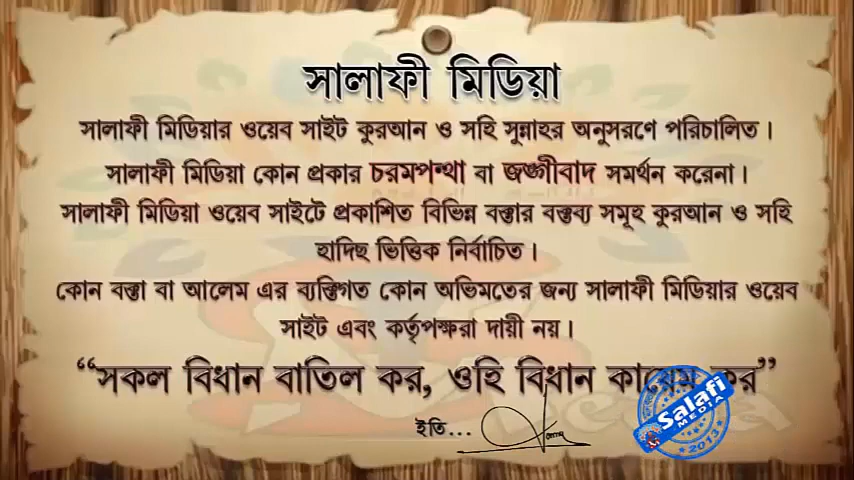 সালাফী মিডিয়া
সালাফী মিডিয়ার ওয়েব সাইট কুরআন ও সহি সুন্নাহর অনুসরণে পরিচালিত।
সালাফী মিডিয়া কোন প্রকার চরমপন্থা বা জঙ্গীবাদ সমর্থন করেনা।
সালাফী মিডিয়া ওয়েব সাইটে প্রকাশিত বিভিন্ন বক্তার বক্তব্য সমূহ কুরআন ও সহি
হাদিছ ভিত্তিক নির্বাচিত।
কোন বক্তা বা আলেম এর ব্যক্তিগত কোন অভিমতের জন্য সালাফী মিডিয়ার ওয়েব
সাইট এবং কর্তৃপক্ষরা দায়ী নয়।
“সকল বিধান বাতিল কর, ওহি বিধান কায়েম কর”
ইতি...
Salafi
MEDIA
2013